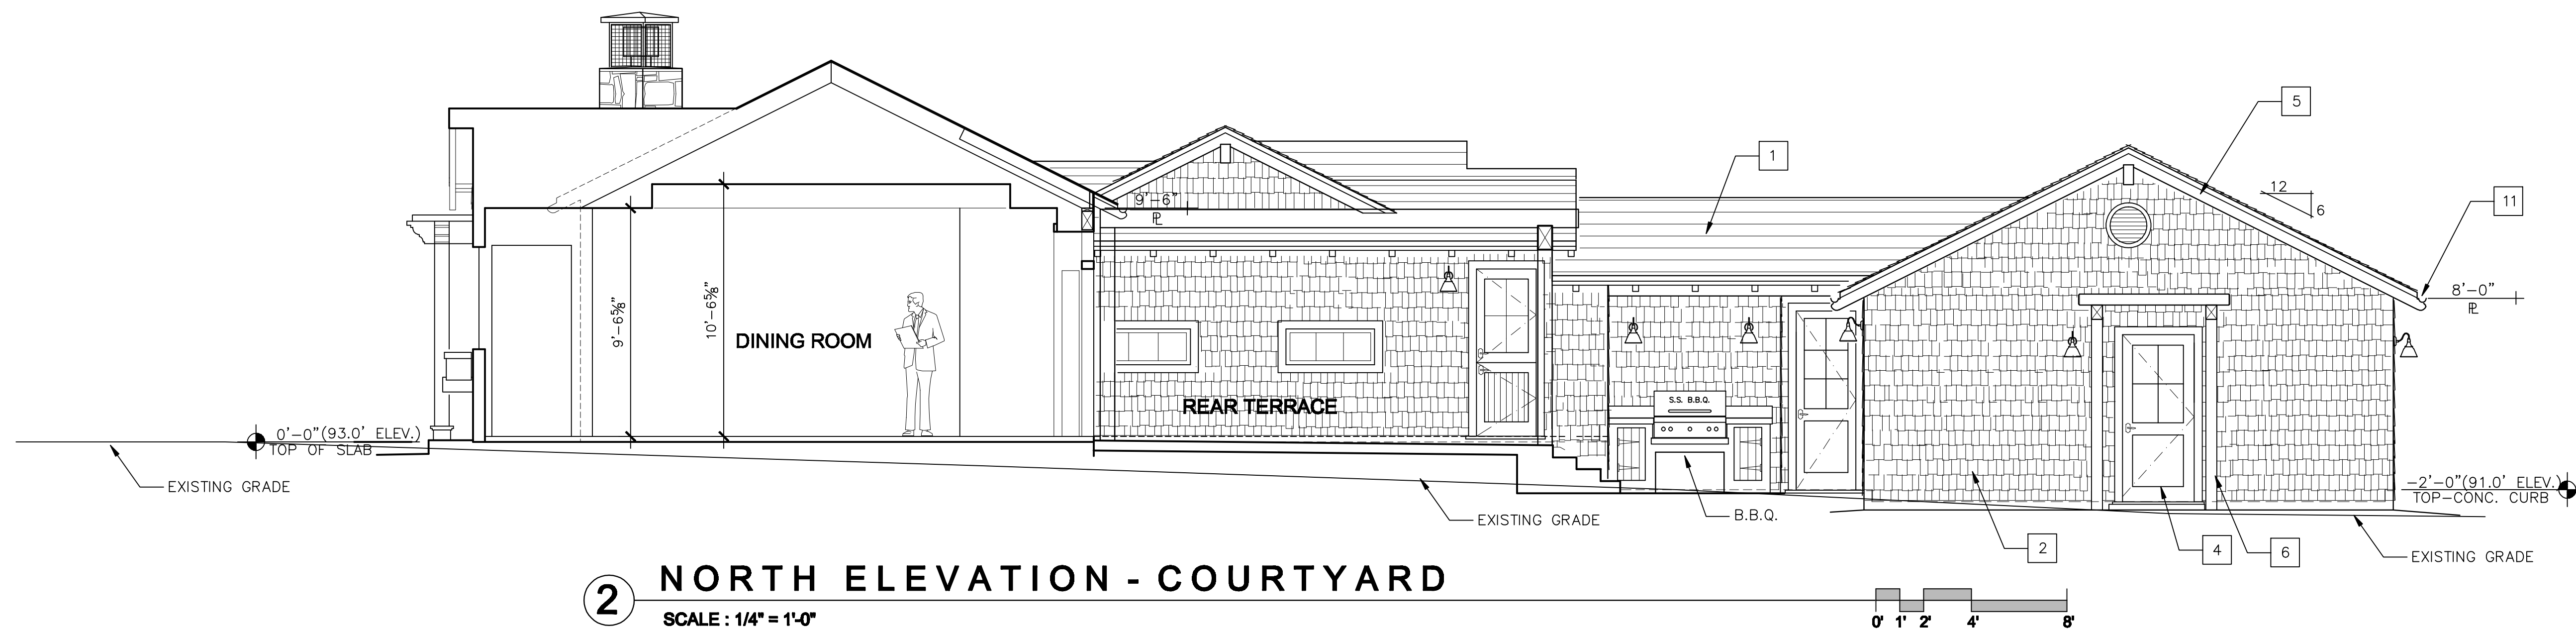 5
12
6
11
1
9'-6"
PL
8'-0"
PL
9'-6⅝"
10'-6⅝"
DINING ROOM
REAR TERRACE
S.S. B.B.Q.
0'-0"(93.0' ELEV.)
TOP OF SLAB
EXISTING GRADE
EXISTING GRADE
B.B.Q.
-2'-0"(91.0' ELEV.)
TOP-CONC. CURB
2
4
6
EXISTING GRADE
2 NORTH ELEVATION - COURTYARD
SCALE : 1/4" = 1'-0"
0' 1' 2' 4' 8'